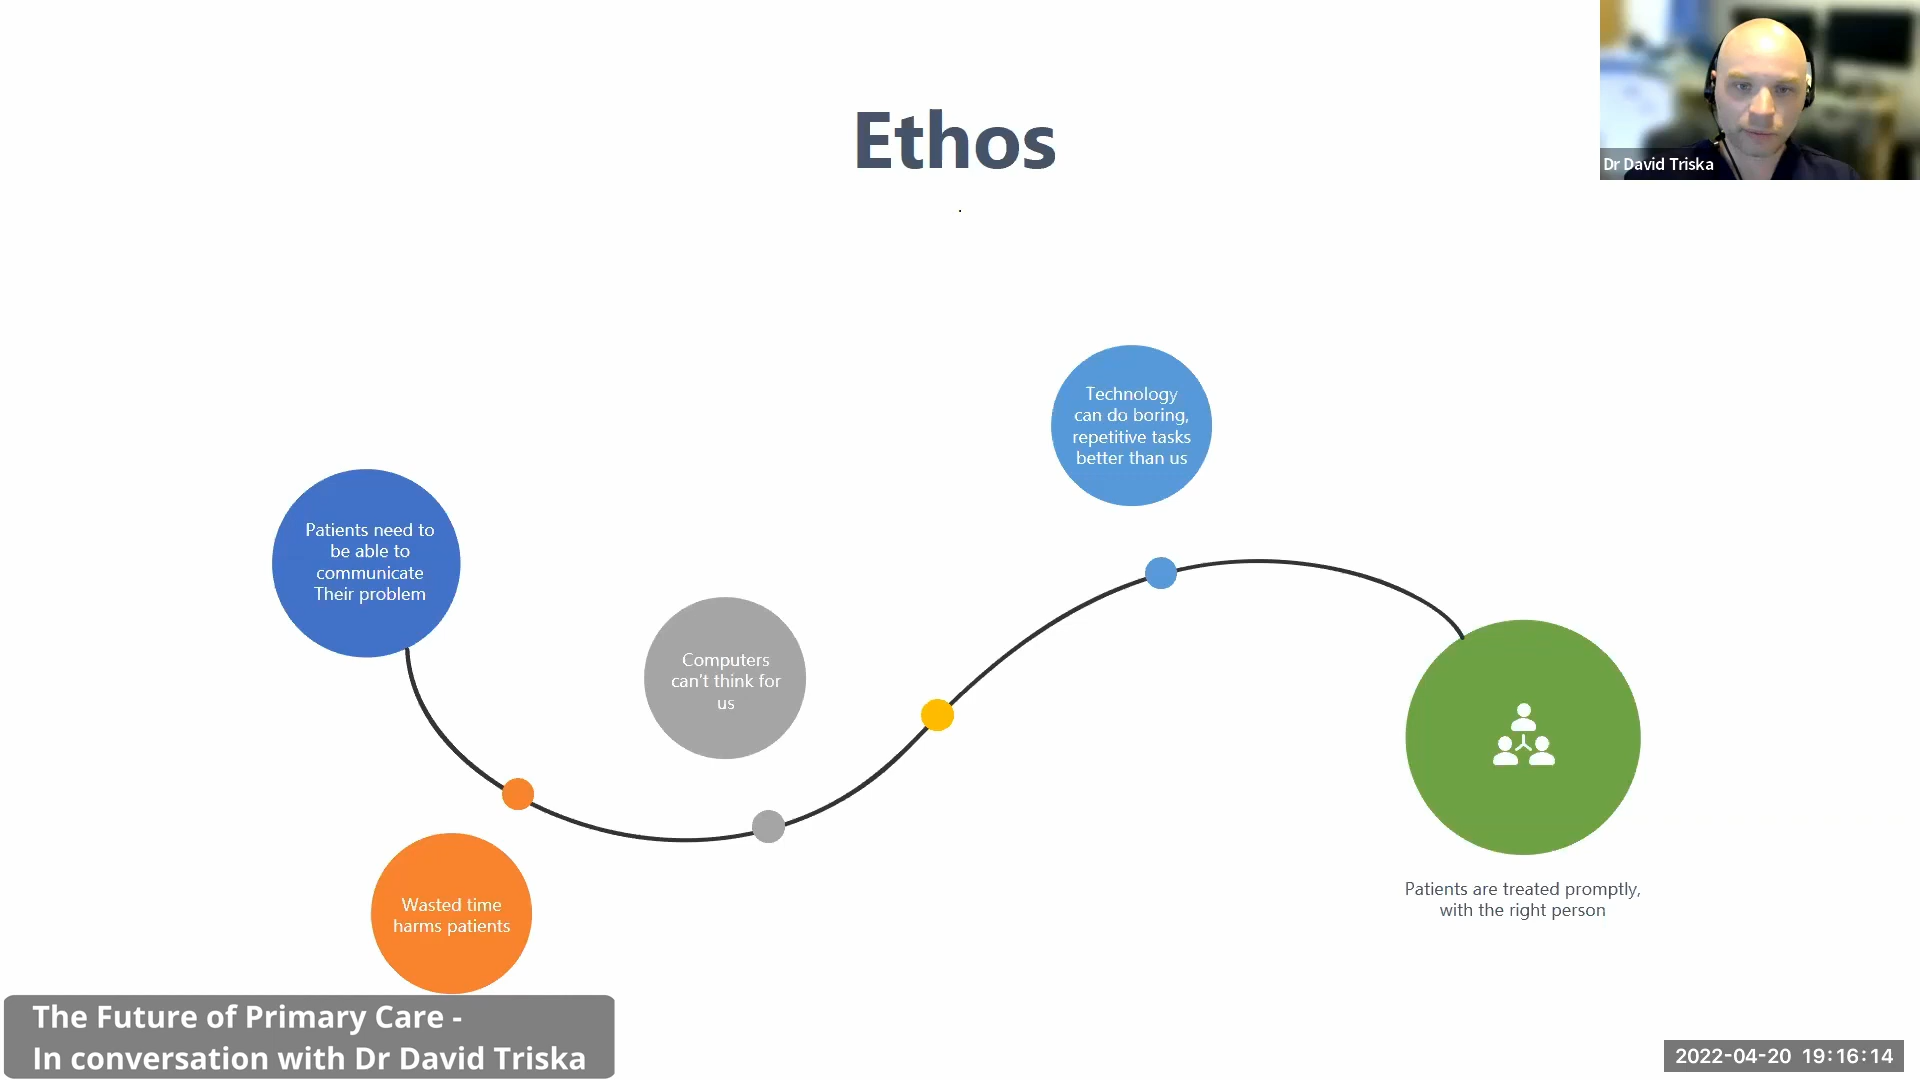 Ethos
.
Dr David Triska
Technology
can do boring,
repetitive tasks
better than us
Patients need to
be able to
communicate
Their problem
Computers
can't think for
us
Wasted time
harms patients
Patients are treated promptly,
with the right person
The Future of Primary Care -
In conversation with Dr David Triska
2022-04-20 19:16:14